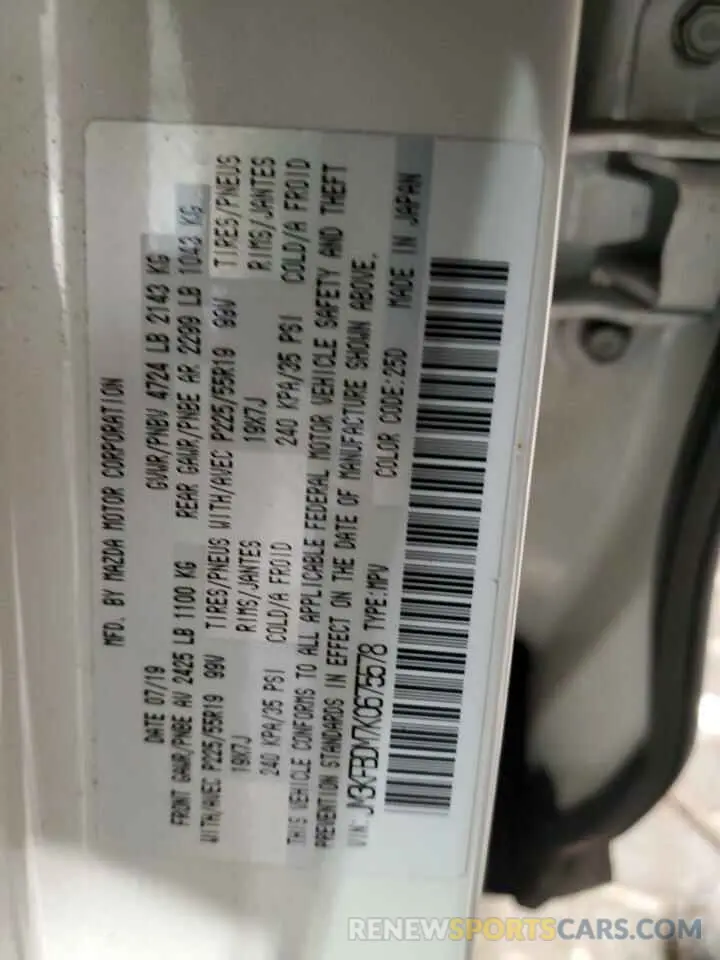 MFD. BY MAZDA MOTOR CORPORATION
DATE 07/19 GVWR/PNBV 4724 LB 2143 KG
FRONT GAWR/PNBE AV 2425 LB 1100 KG REAR GAWR/PNBE AR 2299 LB 1043 KG
WITH/AVEC P225/55R19 99V TIRES/PNEUS WITH/AVEC P225/55R19 99V TIRES/PNEUS
19X7J RIMS/JANTES 19X7J RIMS/JANTES
240 KPA/35 PSI COLD/A FROID 240 KPA/35 PSI COLD/A FROID
THIS VEHICLE CONFORMS TO ALL APPLICABLE FEDERAL MOTOR VEHICLE SAFETY AND THEFT
PREVENTION STANDARDS IN EFFECT ON THE DATE OF MANUFACTURE SHOWN ABOVE.
VIN: JM3KFBDM7K0675578 TYPE:MPV COLOR CODE:25D MADE IN JAPAN
RENEWSPORTSCARS.COM